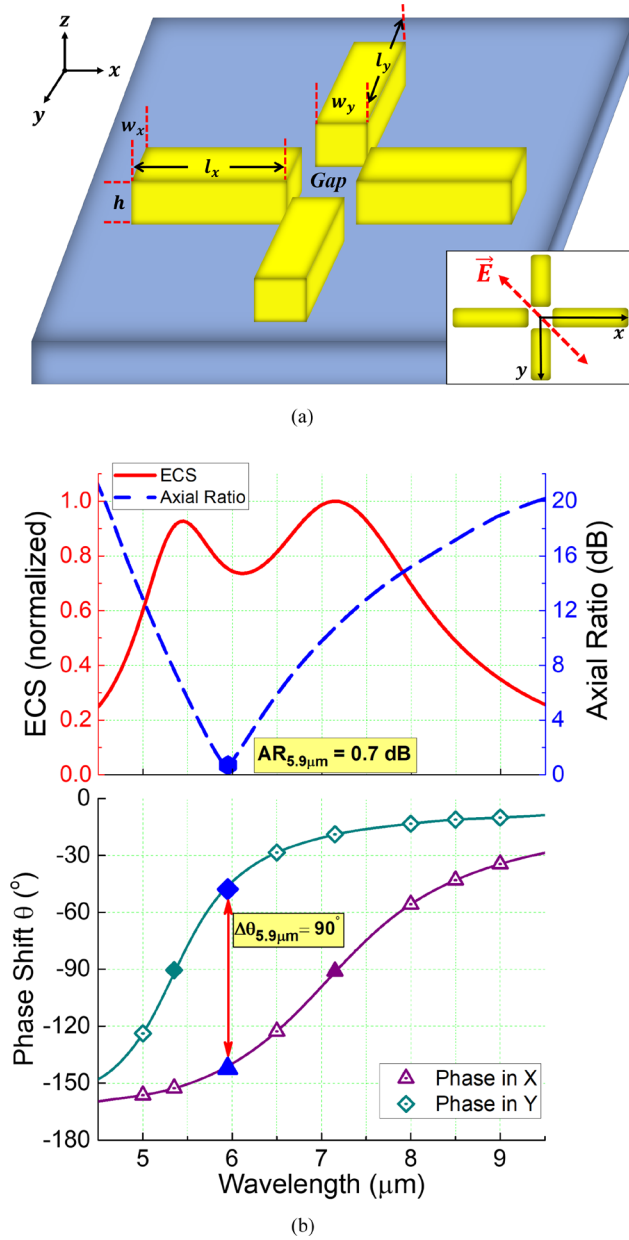 z
x
y
w_x
l_x
h
w_y
l_y
Gap
E⃗
x
y
(a)
ECS
Axial Ratio
ECS (normalized)
1.0
0.8
0.6
0.4
0.2
0.0
Axial Ratio (dB)
20
16
12
8
4
0
AR5.9μm = 0.7 dB
Phase Shift θ (°)
0
-30
-60
-90
-120
-150
-180
Δθ5.9μm= 90°
Phase in X
Phase in Y
5 6 7 8 9
Wavelength (μm)
(b)